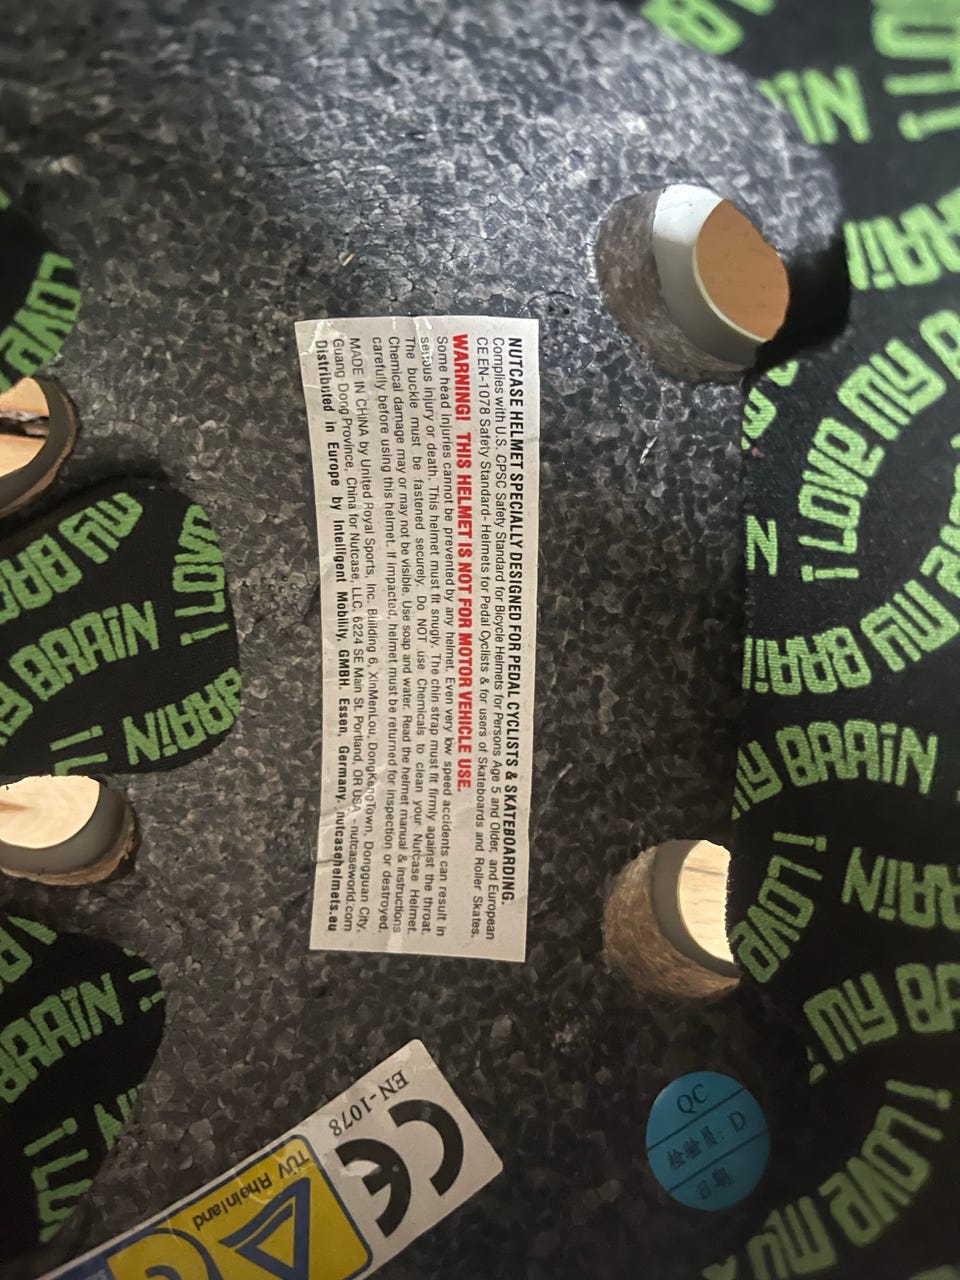 NUTCASE HELMET SPECIALLY DESIGNED FOR PEDAL CYCLISTS & SKATEBOARDING.
Complies with U.S. CPSC Safety Standard for Bicycle Helmets for Persons Age 5 and Older, and European
CE EN-1078 Safety Standard- Helmets for Pedal Cyclists & for users of Skateboards and Roller Skates.
WARNING! THIS HELMET IS NOT FOR MOTOR VEHICLE USE.
Some head injuries cannot be prevented by any helmet. Even very low speed accidents can result in
serious injury or death. This helmet must fit snugly. The chin strap must fit firmly against the throat.
The buckle must be fastened securely. Do NOT use Chemicals to clean your Nutcase Helmet.
Chemical damage may or may not be visible. Use soap and water. Read the helmet manual & instructions
carefully before using this helmet. If impacted, helmet must be returned for inspection or destroyed.
MADE IN CHINA by United Royal Sports, Inc. Building 6, XinMenLou, DongKengTown, Dongguan City,
Guang Dong Province, China for Nutcase, LLC. 6224 SE Main St. Portland, OR USA - nutcaseworld.com
Distributed in Europe by Intelligent Mobility, GMBH. Essen, Germany. nutcasehelmets.eu
EN-1078
CE
TÜV Rheinland
QC
检验员: D
日期
I LOVE MY BRAIN
I LOVE MY BRAIN
MY BRAIN
I LOVE
MY BRAIN
BRAIN
I LOVE MY
BRAIN